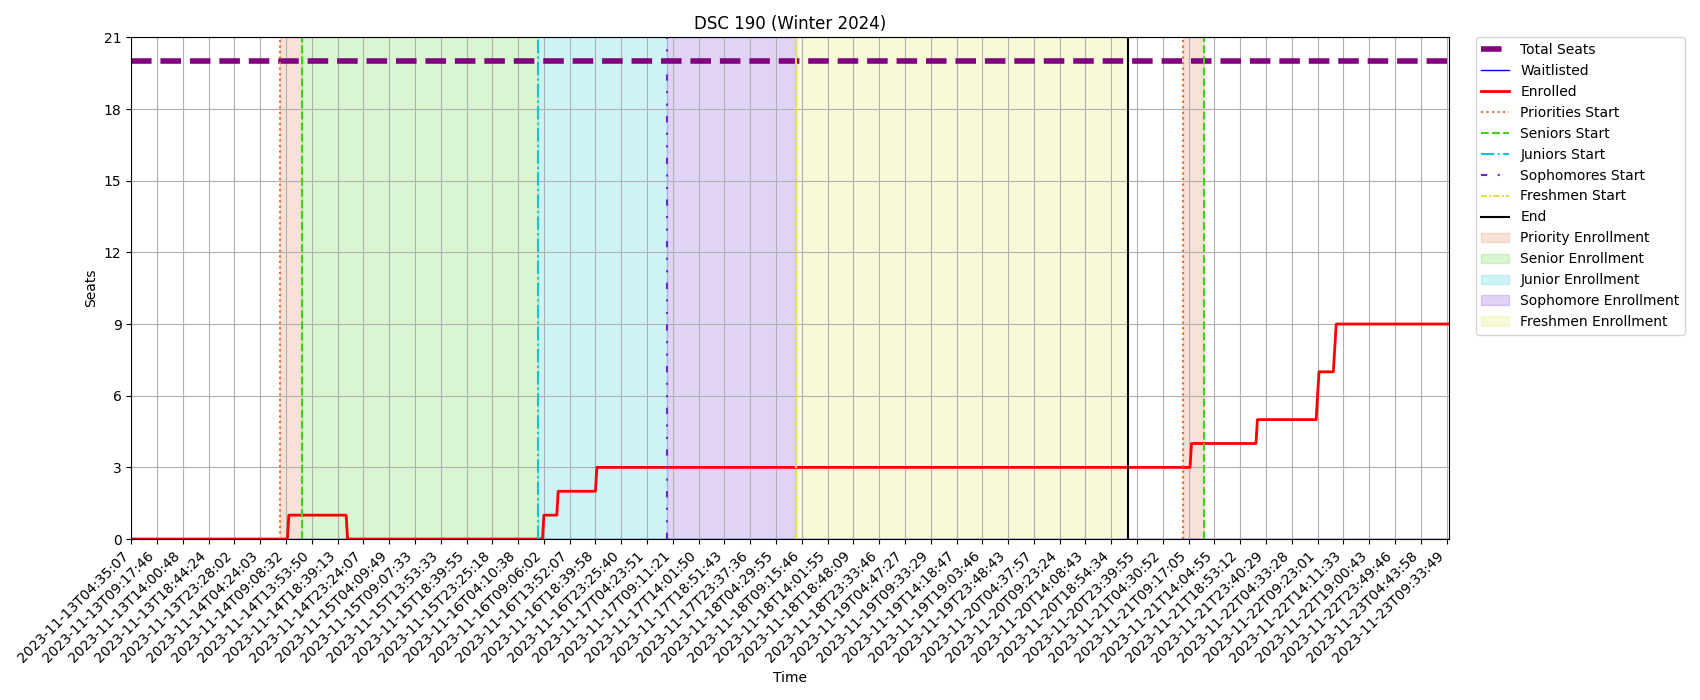 DSC 190 (Winter 2024)
21
18
15
12
9
6
3
0
Seats
2023-11-13T04:35:07
2023-11-13T09:17:46
2023-11-13T14:00:48
2023-11-13T18:44:24
2023-11-13T23:28:02
2023-11-14T04:24:03
2023-11-14T09:08:32
2023-11-14T13:53:50
2023-11-14T18:39:13
2023-11-14T23:24:07
2023-11-15T04:09:49
2023-11-15T09:07:33
2023-11-15T13:53:33
2023-11-15T18:39:55
2023-11-15T23:25:18
2023-11-16T04:10:38
2023-11-16T09:06:02
2023-11-16T13:52:07
2023-11-16T18:39:58
2023-11-16T23:25:40
2023-11-17T04:23:51
2023-11-17T09:11:21
2023-11-17T14:01:50
2023-11-17T18:51:43
2023-11-17T23:37:36
2023-11-18T04:29:55
2023-11-18T09:15:46
2023-11-18T14:01:55
2023-11-18T18:48:09
2023-11-18T23:33:46
2023-11-19T04:47:27
2023-11-19T09:33:29
2023-11-19T14:18:47
2023-11-19T19:03:46
2023-11-19T23:48:43
2023-11-20T04:37:57
2023-11-20T09:23:24
2023-11-20T14:08:43
2023-11-20T18:54:34
2023-11-20T23:39:55
2023-11-21T04:30:52
2023-11-21T09:17:05
2023-11-21T14:04:55
2023-11-21T18:53:12
2023-11-21T23:40:29
2023-11-22T04:33:28
2023-11-22T09:23:01
2023-11-22T14:11:33
2023-11-22T19:00:43
2023-11-22T23:49:46
2023-11-23T04:43:58
2023-11-23T09:33:49
Time
Total Seats
Waitlisted
Enrolled
Priorities Start
Seniors Start
Juniors Start
Sophomores Start
Freshmen Start
End
Priority Enrollment
Senior Enrollment
Junior Enrollment
Sophomore Enrollment
Freshmen Enrollment